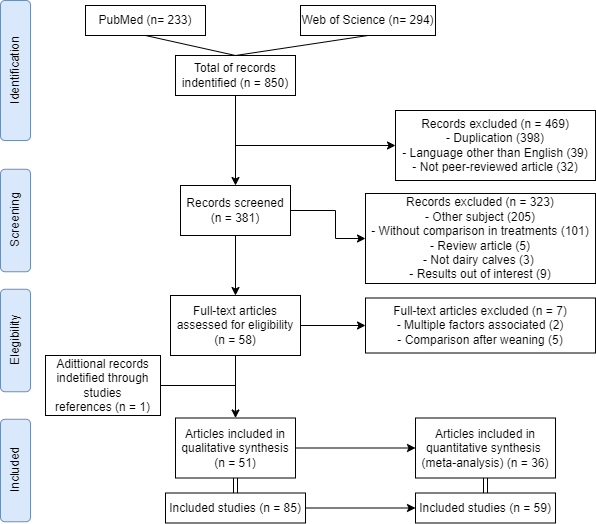 PubMed (n= 233)
Web of Science (n= 294)
Identification
Total of records
indentified (n = 850)
Records excluded (n = 469)
- Duplication (398)
- Language other than English (39)
- Not peer-reviewed article (32)
Screening
Records screened
(n = 381)
Records excluded (n = 323)
- Other subject (205)
- Without comparison in treatments (101)
- Review article (5)
- Not dairy calves (3)
- Results out of interest (9)
Elegibility
Full-text articles
assessed for eligibility
(n = 58)
Full-text articles excluded (n = 7)
- Multiple factors associated (2)
- Comparison after weaning (5)
Adittional records
indetified through
studies
references (n = 1)
Included
Articles included in
qualitative synthesis
(n = 51)
Articles included in
quantitative synthesis
(meta-analysis) (n = 36)
Included studies (n = 85)
Included studies (n = 59)